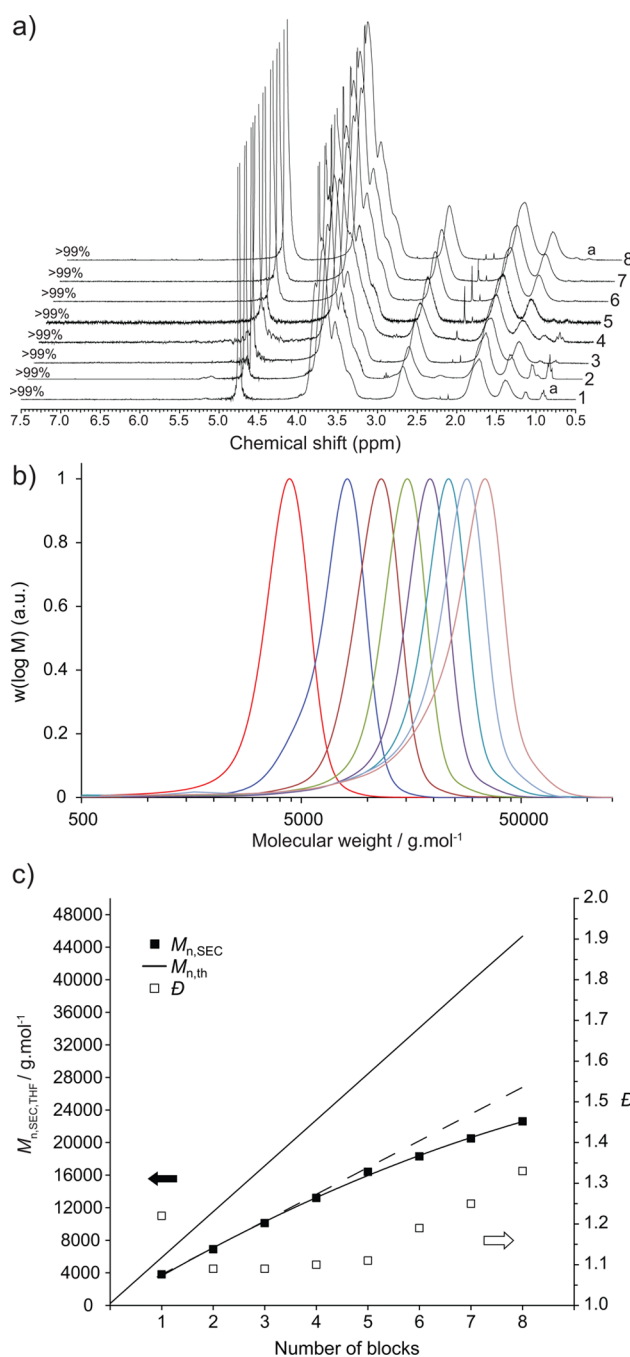 a)
>99%
a
8
>99%
7
>99%
6
>99%
5
>99%
4
>99%
3
>99%
2
>99%
a
1
7.5 7.0 6.5 6.0 5.5 5.0 4.5 4.0 3.5 3.0 2.5 2.0 1.5 1.0 0.5
Chemical shift (ppm)
b)
w(log M) (a.u.)
1
0.8
0.6
0.4
0.2
0
500 5000 50000
Molecular weight / g.mol⁻¹
c)
Mn,SEC,THF / g.mol⁻¹
48000
44000
40000
36000
32000
28000
24000
20000
16000
12000
8000
4000
0
Mn,SEC
Mn,th
Đ
2.0
1.9
1.8
1.7
1.6
1.5
1.4
1.3
1.2
1.1
1.0
Đ
1 2 3 4 5 6 7 8
Number of blocks